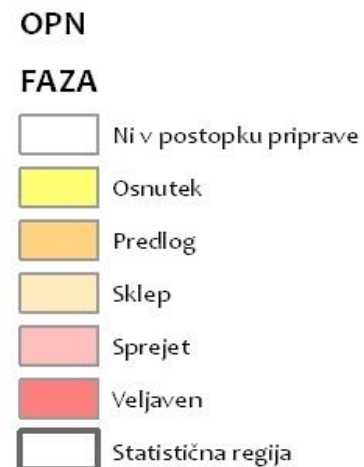 OPN
FAZA
Ni v postopku priprave
Osnutek
Predlog
Sklep
Sprejet
Veljaven
Statistična regija